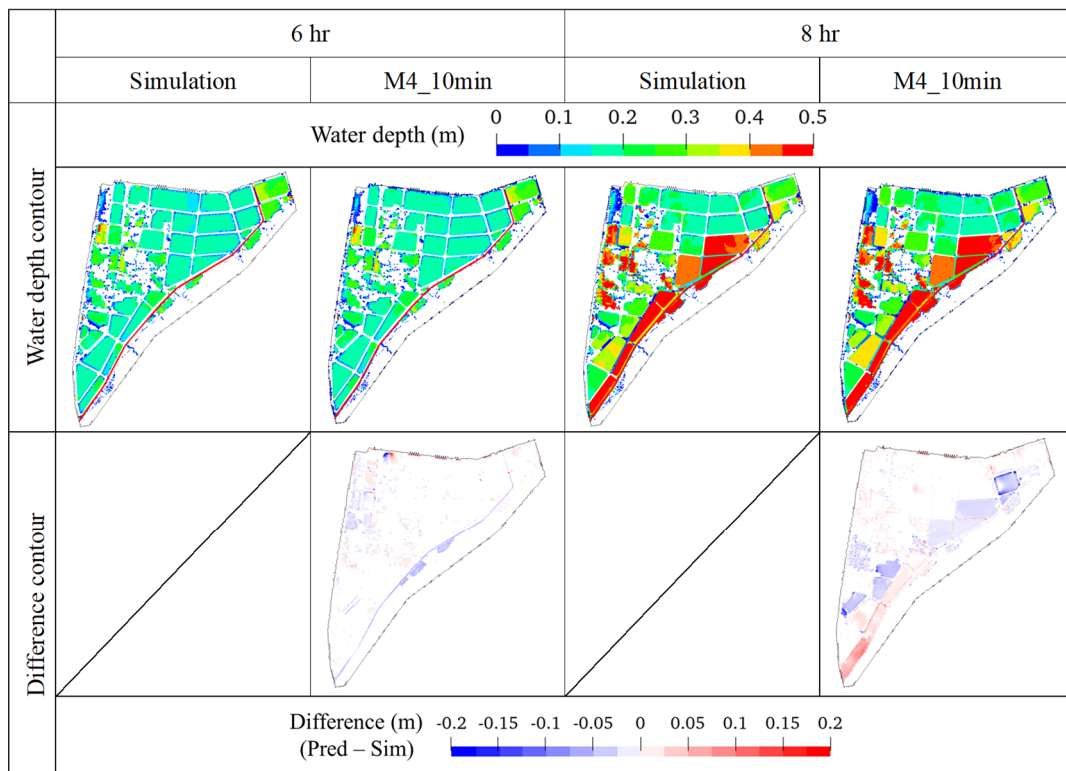 6 hr
8 hr
Simulation
M4_10min
Simulation
M4_10min
Water depth (m)
0 0.1 0.2 0.3 0.4 0.5
Water depth contour
Difference contour
Difference (m)
(Pred – Sim)
-0.2 -0.15 -0.1 -0.05 0 0.05 0.1 0.15 0.2